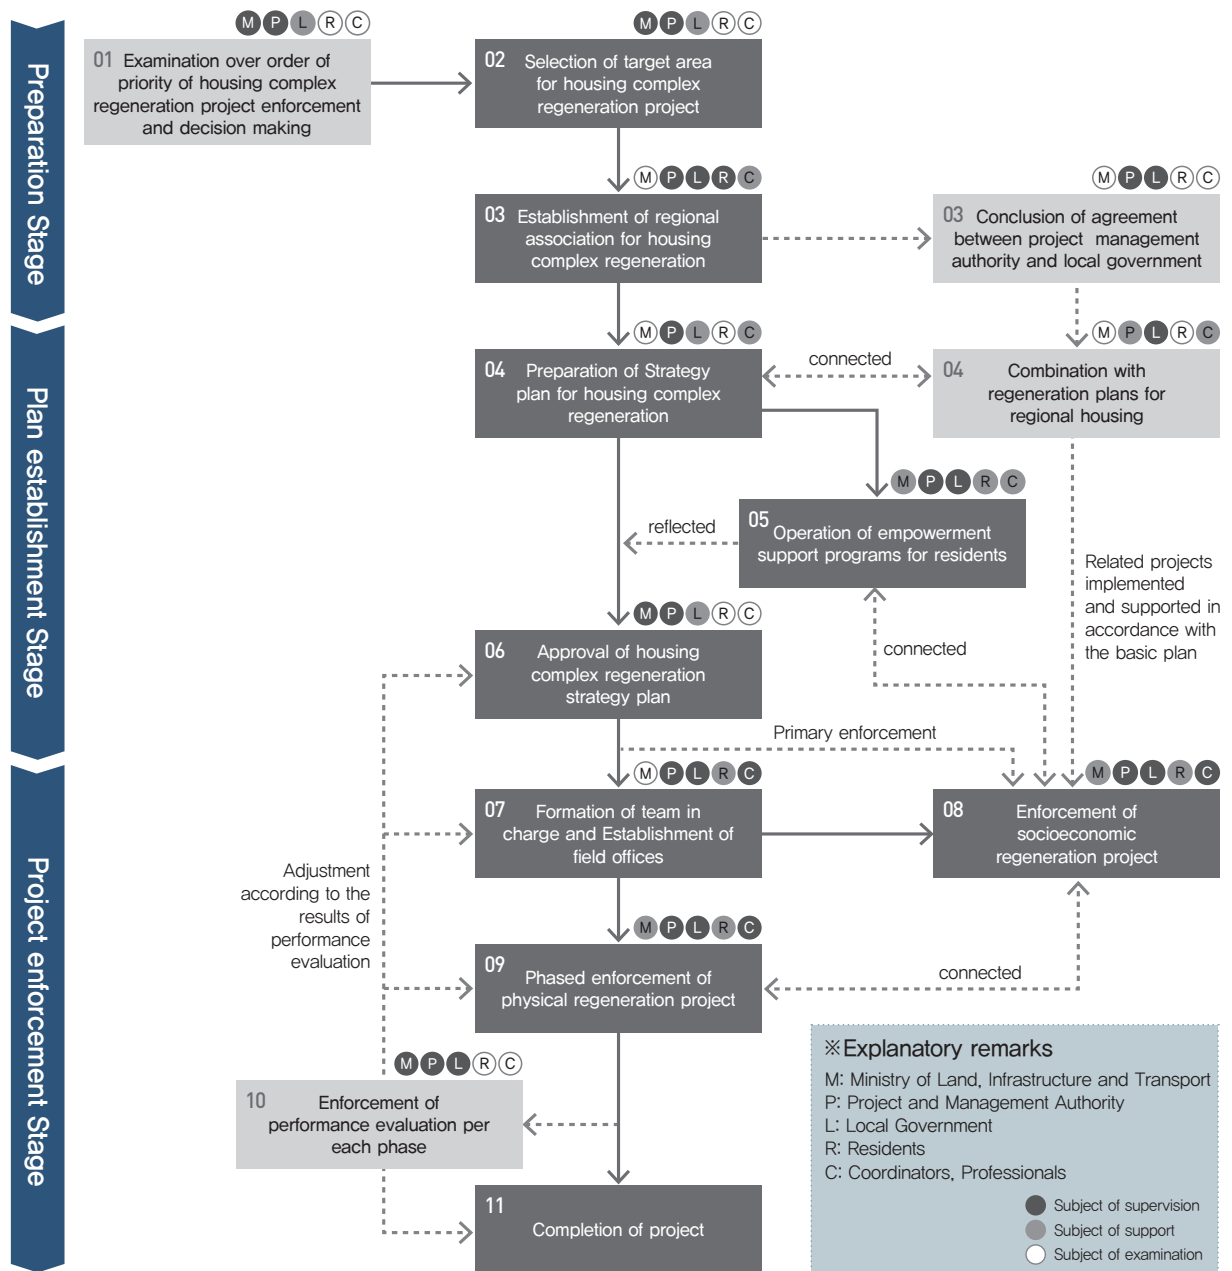 Preparation Stage
M P L R C
01 Examination over order of
priority of housing complex
regeneration project enforcement
and decision making
M P L R C
02 Selection of target area
for housing complex
regeneration project
M P L R C
03 Establishment of regional
association for housing
complex regeneration
M P L R C
03 Conclusion of agreement
between project management
authority and local government
Plan establishment Stage
M P L R C
04 Preparation of Strategy
plan for housing complex
regeneration
connected
M P L R C
04 Combination with
regeneration plans for
regional housing
M P L R C
05 Operation of empowerment
support programs for residents
reflected
Related projects
implemented
and supported in
accordance with
the basic plan
connected
M P L R C
06 Approval of housing
complex regeneration
strategy plan
Primary enforcement
Project enforcement Stage
M P L R C
07 Formation of team in
charge and Establishment of
field offices
M P L R C
08 Enforcement of
socioeconomic
regeneration project
Adjustment
according to the
results of
performance
evaluation
M P L R C
09 Phased enforcement of
physical regeneration project
connected
M P L R C
10 Enforcement of
performance evaluation per
each phase
11
Completion of project
※Explanatory remarks
M: Ministry of Land, Infrastructure and Transport
P: Project and Management Authority
L: Local Government
R: Residents
C: Coordinators, Professionals
Subject of supervision
Subject of support
Subject of examination